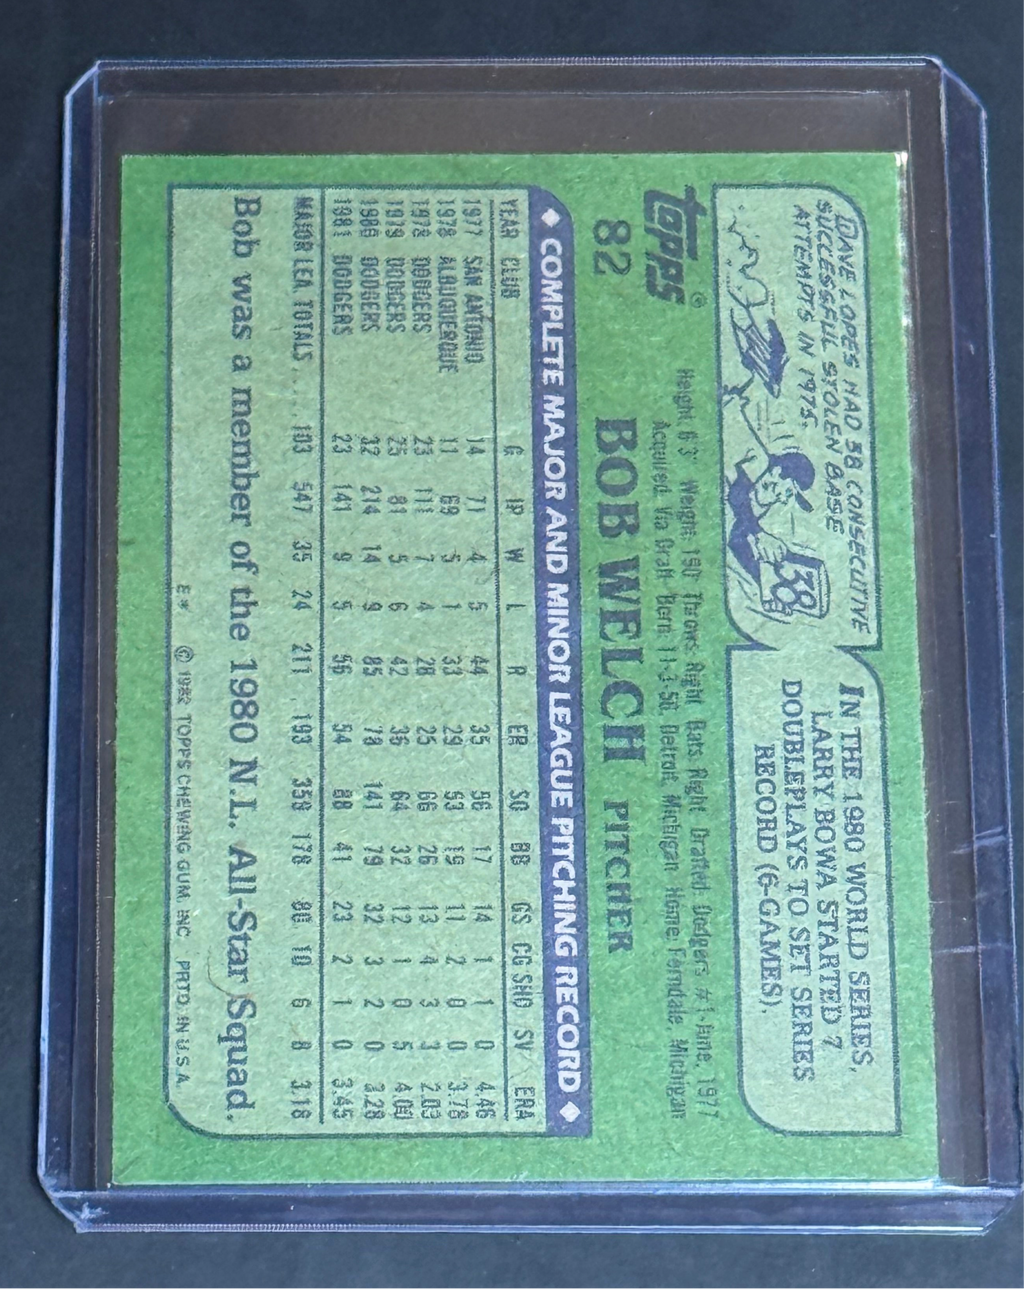 DAVE LOPES HAD 38 CONSECUTIVE
SUCCESSFUL STOLEN BASE
ATTEMPTS IN 1975.
38
IN THE 1980 WORLD SERIES,
LARRY BOWA STARTED 7
DOUBLEPLAYS TO SET SERIES
RECORD (6-GAMES).
Topps®
82
BOB WELCH PITCHER
Height: 6'3" Weight: 190 Throws: Right Bats: Right Drafted: Dodgers #1-June, 1977
Acquired: Via Draft Born: 11-3-56, Detroit, Michigan Home: Ferndale, Michigan
◆ COMPLETE MAJOR AND MINOR LEAGUE PITCHING RECORD ◆
YEAR CLUB G IP W L R ER SO BB GS CG SHO SV ERA
1977 SAN ANTONIO 14 71 4 5 44 35 56 17 14 1 1 0 4.46
1978 ALBUQUERQUE 11 69 5 1 33 29 53 19 11 2 0 0 3.78
1978 DODGERS 23 111 7 4 28 25 66 26 13 4 3 3 2.03
1979 DODGERS 25 81 5 6 42 36 64 32 12 1 0 5 4.00
1980 DODGERS 32 214 14 9 85 78 141 79 32 3 2 0 3.28
1981 DODGERS 23 141 9 5 56 54 88 41 23 2 1 0 3.45
MAJOR LEA. TOTALS.... 103 547 35 24 211 193 359 178 80 10 6 8 3.18
Bob was a member of the 1980 N.L. All-Star Squad.
E* © 1982 TOPPS CHEWING GUM, INC. PRTD. IN U.S.A.